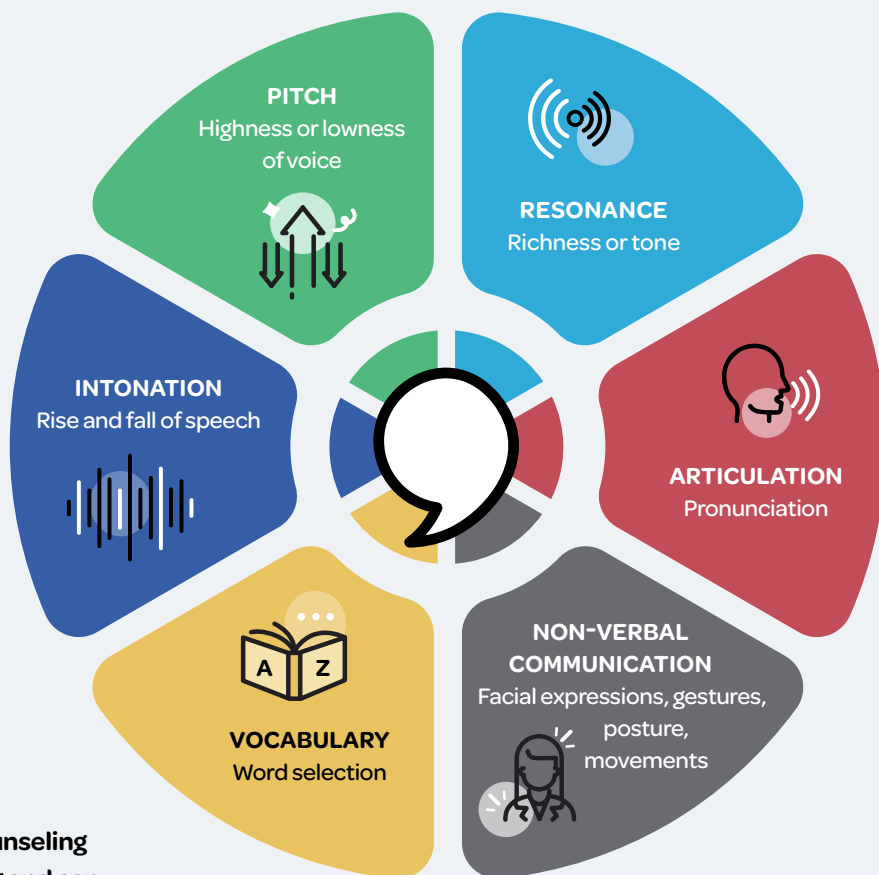 PITCH
Highness or lowness
of voice
RESONANCE
Richness or tone
ARTICULATION
Pronunciation
NON-VERBAL
COMMUNICATION
Facial expressions, gestures,
posture,
movements
VOCABULARY
Word selection
A Z
INTONATION
Rise and fall of speech